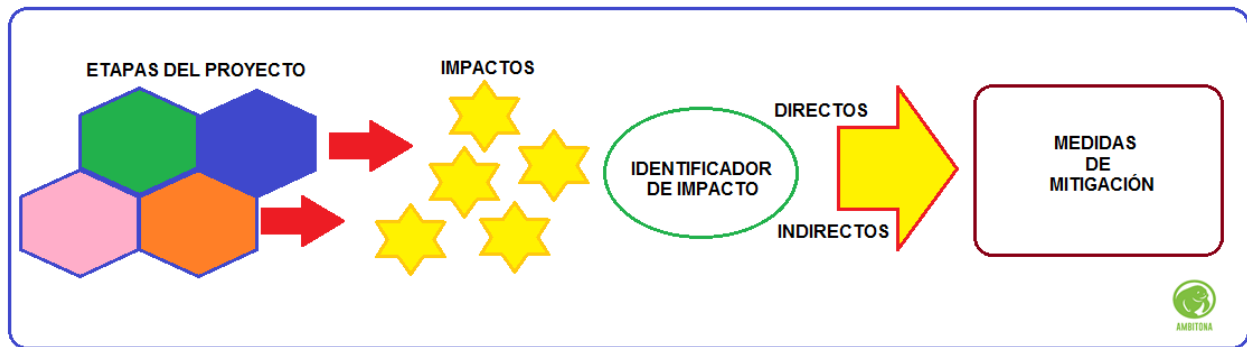 ETAPAS DEL PROYECTO
IMPACTOS
IDENTIFICADOR
DE IMPACTO
DIRECTOS
INDIRECTOS
MEDIDAS
DE
MITIGACIÓN
AMBITONA